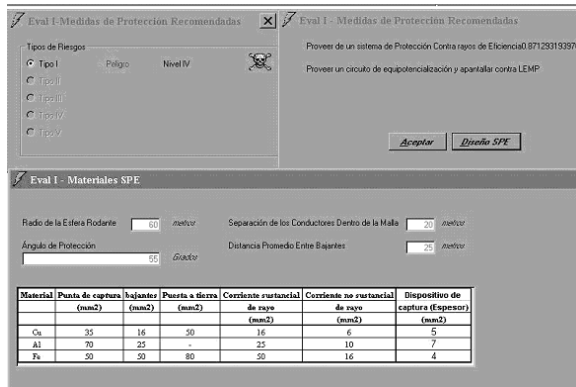 Eval I-Medidas de Protección Recomendadas
Tipos de Riesgos
Tipo I Peligro Nivel IV
Tipo II
Tipo III
Tipo IV
Tipo V
Eval I - Medidas de Protección Recomendadas
Proveer de un sistema de Protección Contra rayos de Eficiencia0.8712931939
Proveer un circuito de equipotencialización y apantallar contra LEMP
Aceptar Diseño SPE
Eval I - Materiales SPE
Radio de la Esfera Rodante 60 metros Separación de los Conductores Dentro de la Malla 20 metros
Ángulo de Protección 55 Grados Distancia Promedio Entre Bajantes 25 metros
Material Punta de captura bajantes Puesta a tierra Corriente sustancial Corriente no sustancial Dispositivo de
(mm2) (mm2) (mm2) de rayo de rayo captura (Espesor)
(mm2) (mm2) (mm2)
Cu 35 16 50 16 6 5
Al 70 25 - 25 10 7
Fe 50 50 80 50 16 4